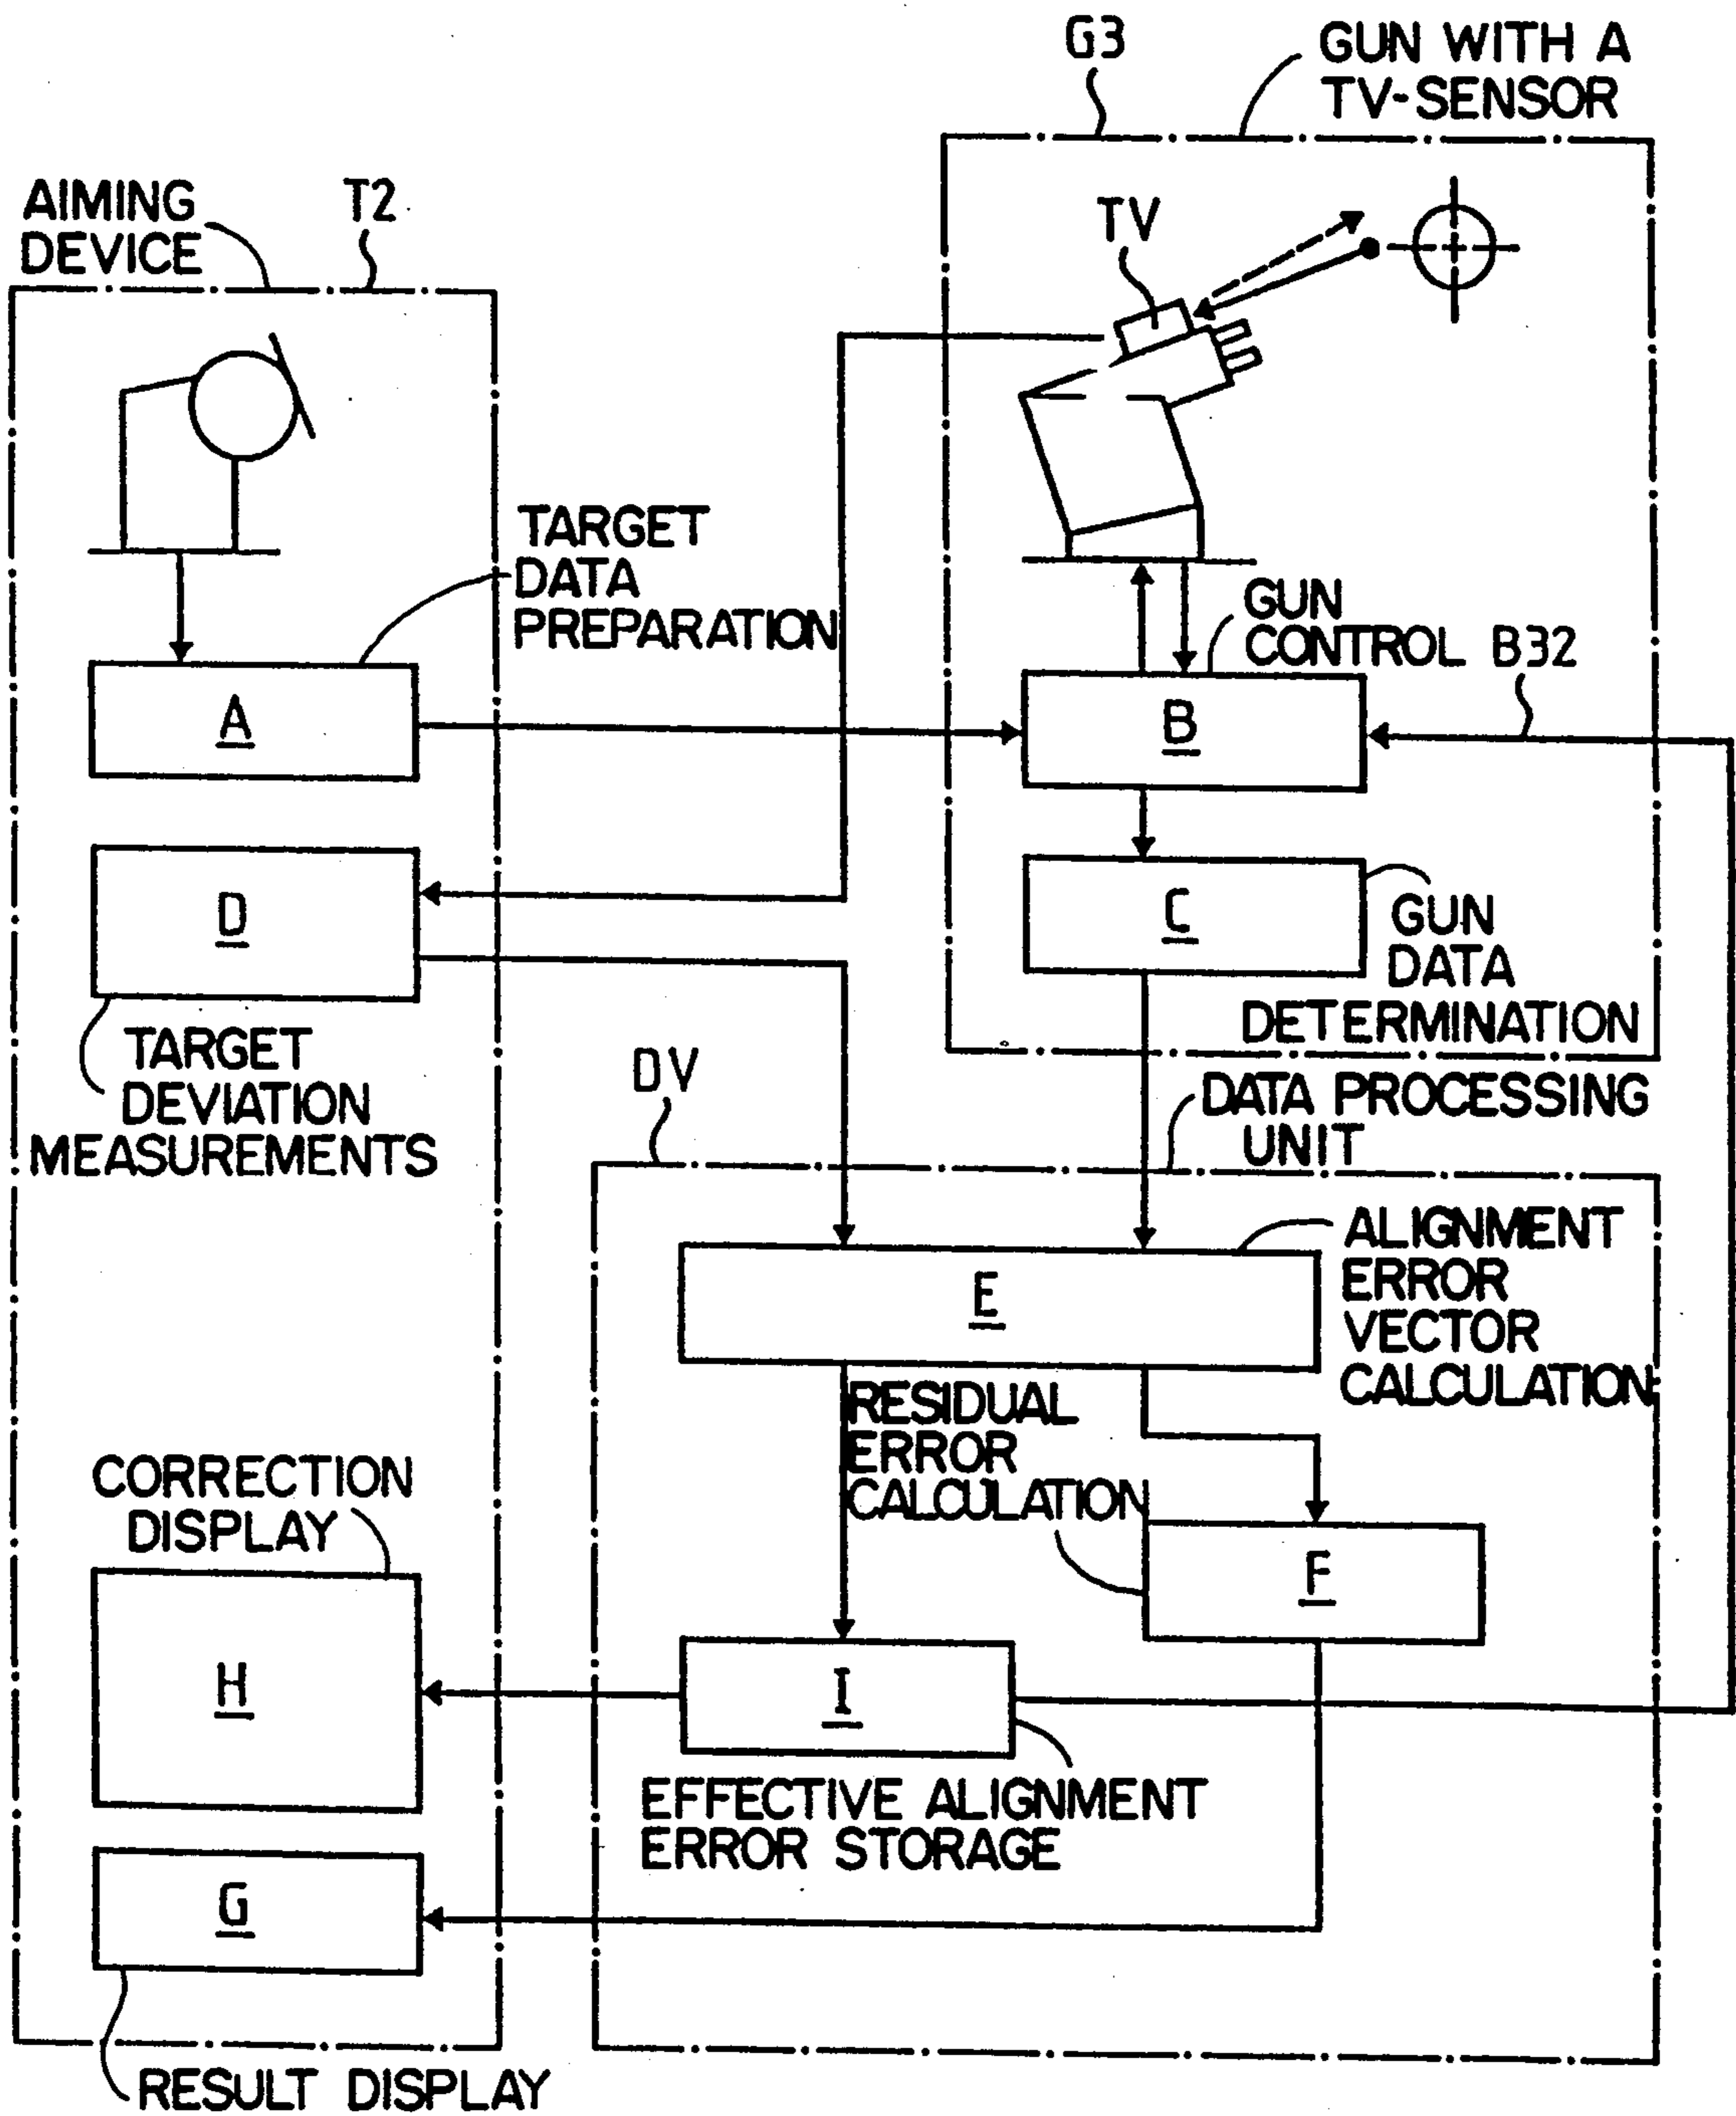 G3
GUN WITH A
TV-SENSOR
AIMING
DEVICE
T2
TV
TARGET
DATA
PREPARATION
GUN
CONTROL
B32
A
B
D
C
GUN
DATA
DETERMINATION
TARGET
DEVIATION
MEASUREMENTS
DV
DATA PROCESSING
UNIT
E
ALIGNMENT
ERROR
VECTOR
CALCULATION
RESIDUAL
ERROR
CALCULATION
CORRECTION
DISPLAY
F
H
I
EFFECTIVE ALIGNMENT
ERROR STORAGE
G
RESULT DISPLAY